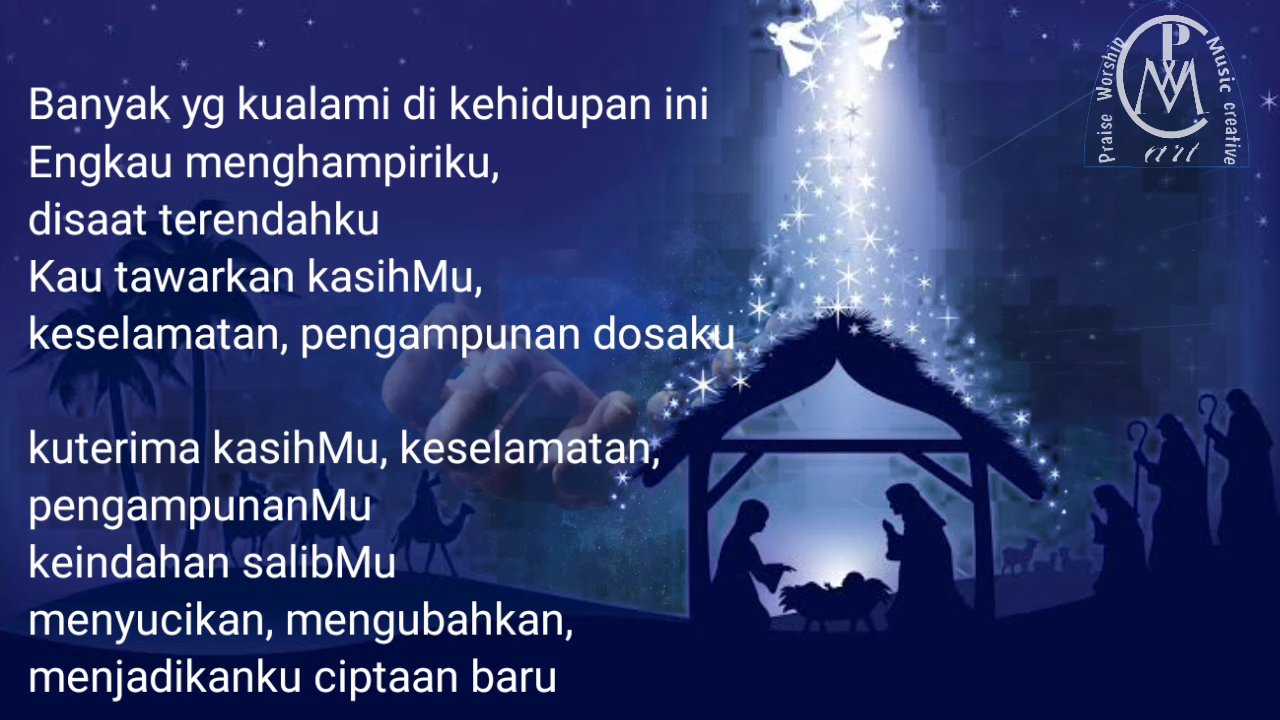 Banyak yg kualami di kehidupan ini
Engkau menghampiriku,
disaat terendahku
Kau tawarkan kasihMu,
keselamatan, pengampunan dosaku
kuterima kasihMu, keselamatan,
pengampunanMu
keindahan salibMu
menyucikan, mengubahkan,
menjadikanku ciptaan baru
Praise Worship
Music creative
P
W
M
C
art